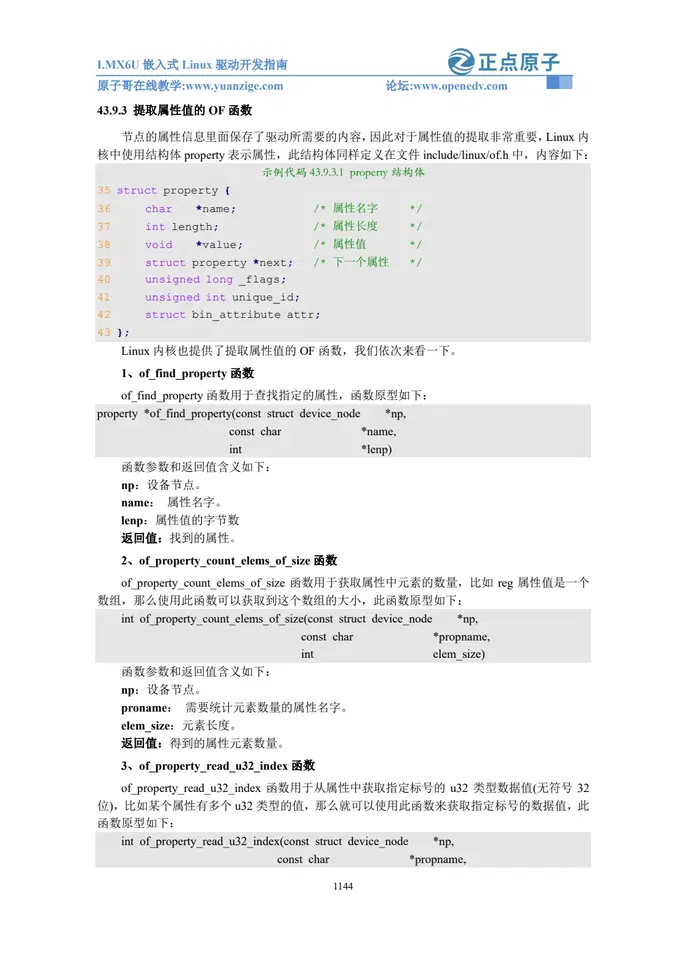 I.MX6U 嵌入式 Linux 驱动开发指南
正点原子
原子哥在线教学:www.yuanzige.com 论坛:www.openedv.com
43.9.3 提取属性值的 OF 函数
节点的属性信息里面保存了驱动所需要的内容,因此对于属性值的提取非常重要,Linux 内
核中使用结构体 property 表示属性,此结构体同样定义在文件 include/linux/of.h 中,内容如下:
示例代码 43.9.3.1 property 结构体
35 struct property {
36 char *name; /* 属性名字 */
37 int length; /* 属性长度 */
38 void *value; /* 属性值 */
39 struct property *next; /* 下一个属性 */
40 unsigned long _flags;
41 unsigned int unique_id;
42 struct bin_attribute attr;
43 };
Linux 内核也提供了提取属性值的 OF 函数,我们依次来看一下。
1、of_find_property 函数
of_find_property 函数用于查找指定的属性,函数原型如下:
property *of_find_property(const struct device_node *np,
const char *name,
int *lenp)
函数参数和返回值含义如下:
np:设备节点。
name: 属性名字。
lenp:属性值的字节数
返回值:找到的属性。
2、of_property_count_elems_of_size 函数
of_property_count_elems_of_size 函数用于获取属性中元素的数量,比如 reg 属性值是一个
数组,那么使用此函数可以获取到这个数组的大小,此函数原型如下:
int of_property_count_elems_of_size(const struct device_node *np,
const char *propname,
int elem_size)
函数参数和返回值含义如下:
np:设备节点。
proname: 需要统计元素数量的属性名字。
elem_size:元素长度。
返回值:得到的属性元素数量。
3、of_property_read_u32_index 函数
of_property_read_u32_index 函数用于从属性中获取指定标号的 u32 类型数据值(无符号 32
位),比如某个属性有多个 u32 类型的值,那么就可以使用此函数来获取指定标号的数据值,此
函数原型如下:
int of_property_read_u32_index(const struct device_node *np,
const char *propname,
1144